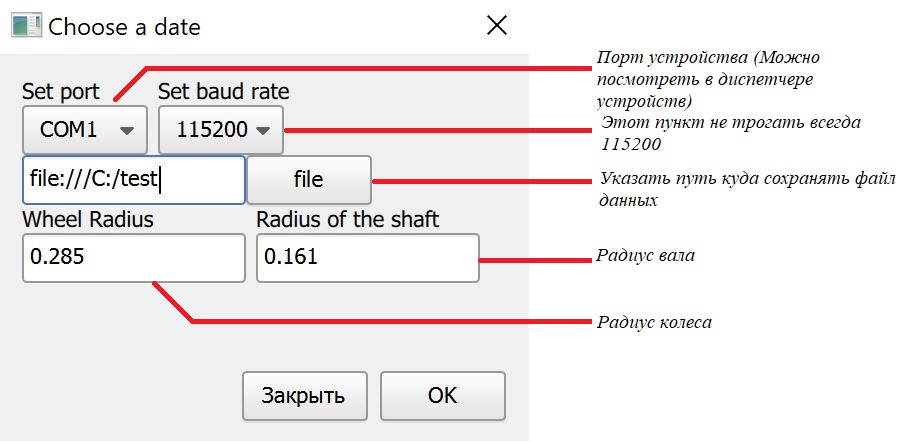 Choose a date
Set port
Set baud rate
COM1
115200
file:///C:/test
file
Wheel Radius
Radius of the shaft
0.285
0.161
Закрыть
OK
Порт устройства (Можно
посмотреть в диспетчере
устройств)
Этот пункт не трогать всегда
115200
Указать путь куда сохранять файл
данных
Радиус вала
Радиус колеса